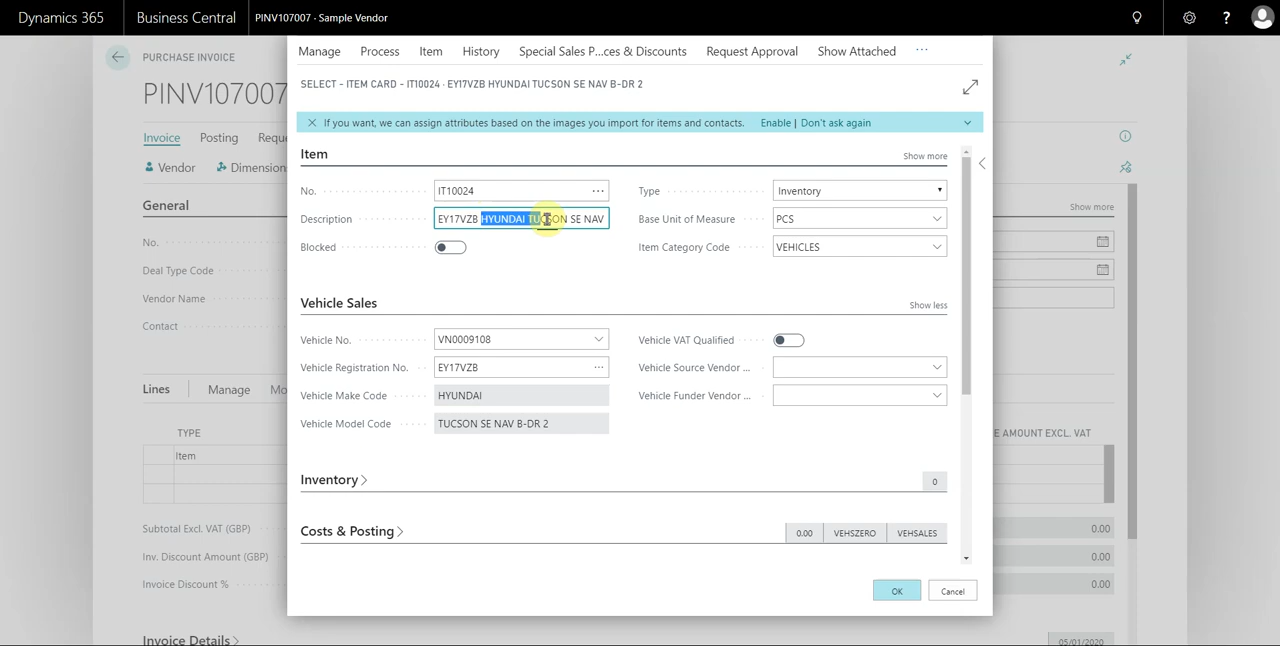 Dynamics 365 Business Central PINV107007 · Sample Vendor ?
PURCHASE INVOICE
PINV107007
Invoice Posting Reque
Vendor Dimension
General Show more
No.
Deal Type Code
Vendor Name
Contact
Lines Manage Mo
TYPE E AMOUNT EXCL. VAT
Item
Subtotal Excl. VAT (GBP) 0.00
Inv. Discount Amount (GBP) 0.00
Invoice Discount % 0.00
Invoice Details 05/01/2020
Manage Process Item History Special Sales P...ces & Discounts Request Approval Show Attached ...
SELECT - ITEM CARD - IT10024 · EY17VZB HYUNDAI TUCSON SE NAV B-DR 2
If you want, we can assign attributes based on the images you import for items and contacts. Enable | Don't ask again
Item Show more
No. IT10024 ... Type Inventory
Description EY17VZB HYUNDAI TUCSON SE NAV Base Unit of Measure PCS
Blocked Item Category Code VEHICLES
Vehicle Sales Show less
Vehicle No. VN0009108 Vehicle VAT Qualified
Vehicle Registration No. EY17VZB ... Vehicle Source Vendor ...
Vehicle Make Code HYUNDAI Vehicle Funder Vendor ...
Vehicle Model Code TUCSON SE NAV B-DR 2
Inventory 0
Costs & Posting 0.00 VEHSZERO VEHSALES
OK Cancel